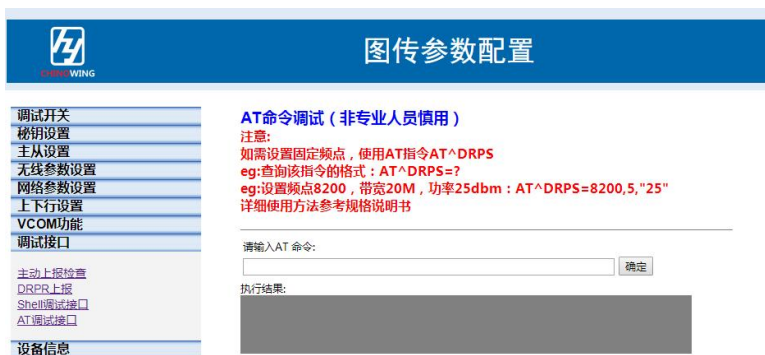 CHINGWING
图传参数配置
调试开关
秘钥设置
主从设置
无线参数设置
网络参数设置
上下行设置
VCOM功能
调试接口
主动上报检查
DRPR上报
Shell调试接口
AT调试接口
设备信息
AT命令调试（非专业人员慎用）
注意:
如需设置固定频点，使用AT指令AT^DRPS
eg:查询该指令的格式：AT^DRPS=?
eg:设置频点8200，带宽20M，功率25dbm：AT^DRPS=8200,5,"25"
详细使用方法参考规格说明书
请输入AT 命令:
确定
执行结果: